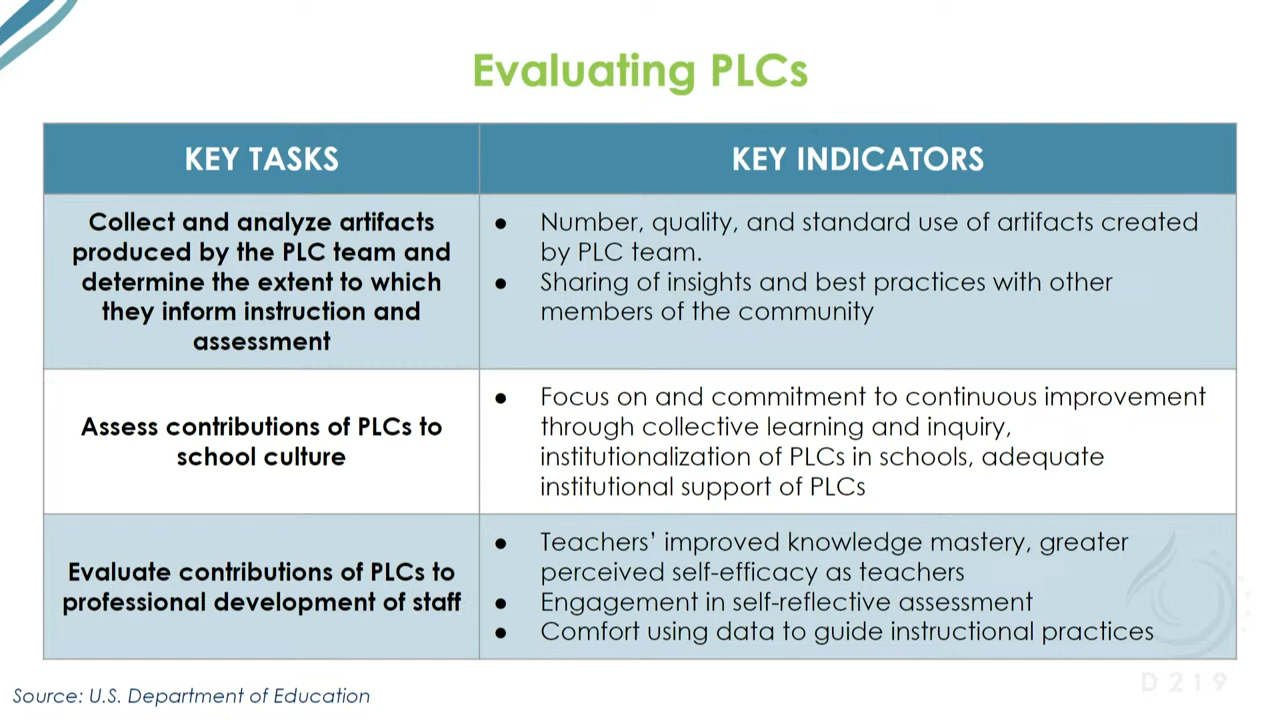 Evaluating PLCs
KEY TASKS
KEY INDICATORS
Collect and analyze artifacts
produced by the PLC team and
determine the extent to which
they inform instruction and
assessment
● Number, quality, and standard use of artifacts created
by PLC team.
● Sharing of insights and best practices with other
members of the community
Assess contributions of PLCs to
school culture
● Focus on and commitment to continuous improvement
through collective learning and inquiry,
institutionalization of PLCs in schools, adequate
institutional support of PLCs
Evaluate contributions of PLCs to
professional development of staff
● Teachers’ improved knowledge mastery, greater
perceived self-efficacy as teachers
● Engagement in self-reflective assessment
● Comfort using data to guide instructional practices
D219
Source: U.S. Department of Education